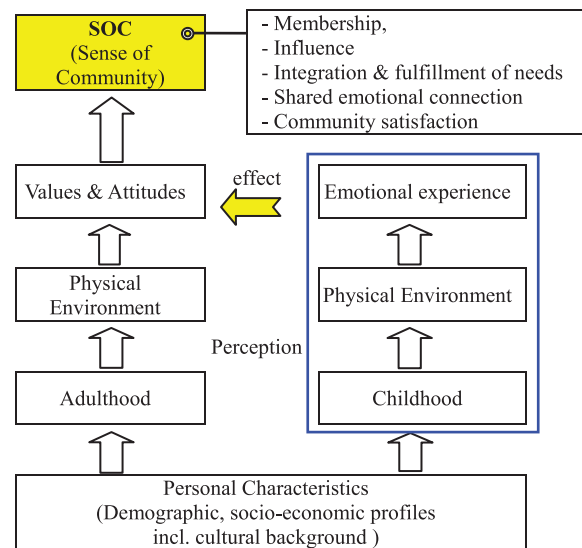 SOC
(Sense of
Community)
- Membership,
- Influence
- Integration & fulfillment of needs
- Shared emotional connection
- Community satisfaction
effect
Values & Attitudes
Emotional experience
Physical
Environment
Physical Environment
Perception
Adulthood
Childhood
Personal Characteristics
(Demographic, socio-economic profiles
incl. cultural background )